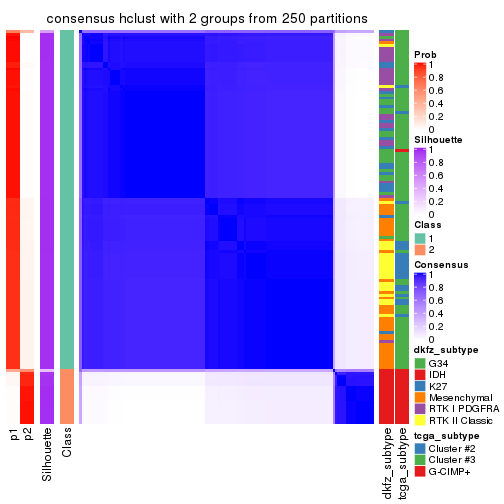 consensus hclust with 2 groups from 250 partitions
Prob
1
0.8
0.6
0.4
0.2
0
Silhouette
1
0.8
0.6
0.4
0.2
0
Class
1
2
Consensus
1
0.8
0.6
0.4
0.2
0
dkfz_subtype
G34
IDH
K27
Mesenchymal
RTK I PDGFRA
RTK II Classic
tcga_subtype
Cluster #2
Cluster #3
G-CIMP+
p1
p2
Silhouette
Class
dkfz_subtype
tcga_subtype